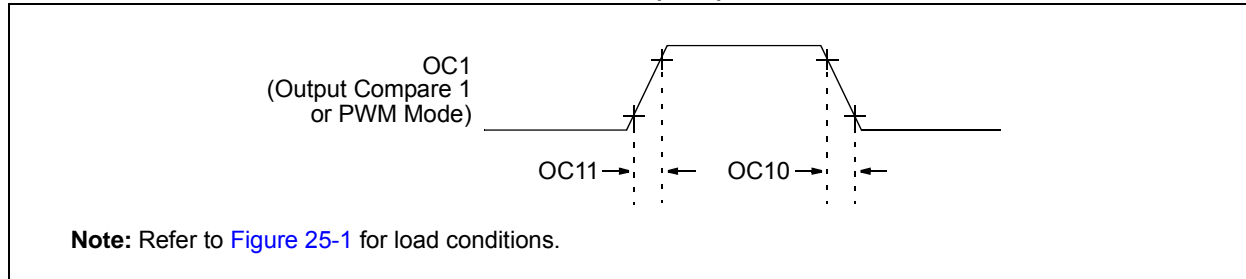 OC1
(Output Compare 1
or PWM Mode)
OC11
OC10
Note: Refer to Figure 25-1 for load conditions.